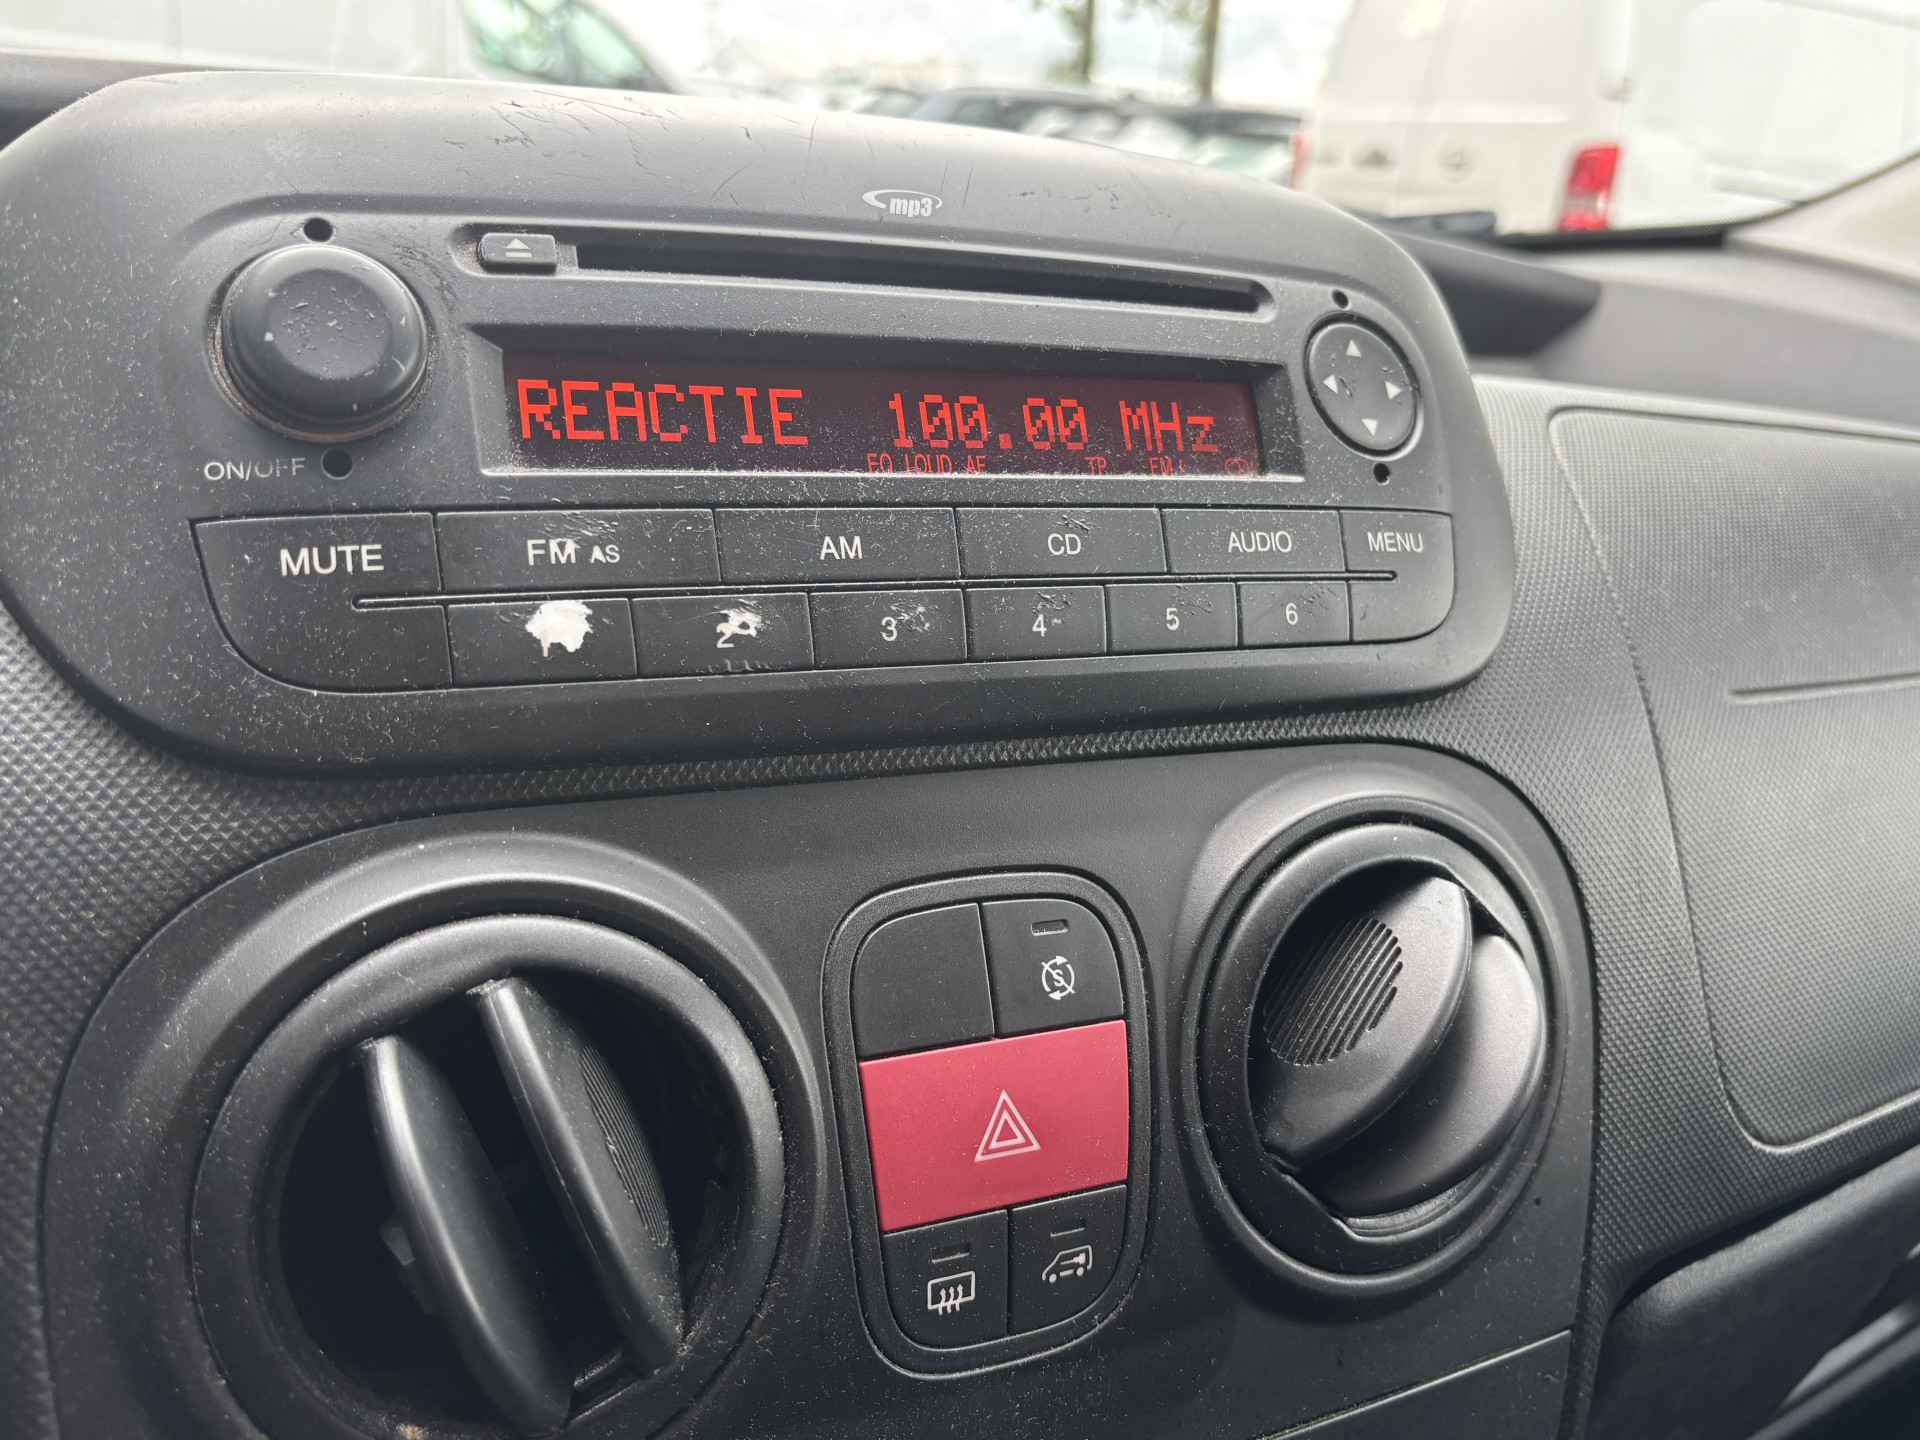 mp3
REACTIE 100.00 MHz
EQ LOUD AF TP FM
ON/OFF
MUTE FM AS AM CD AUDIO MENU
2 3 4 5 6
S